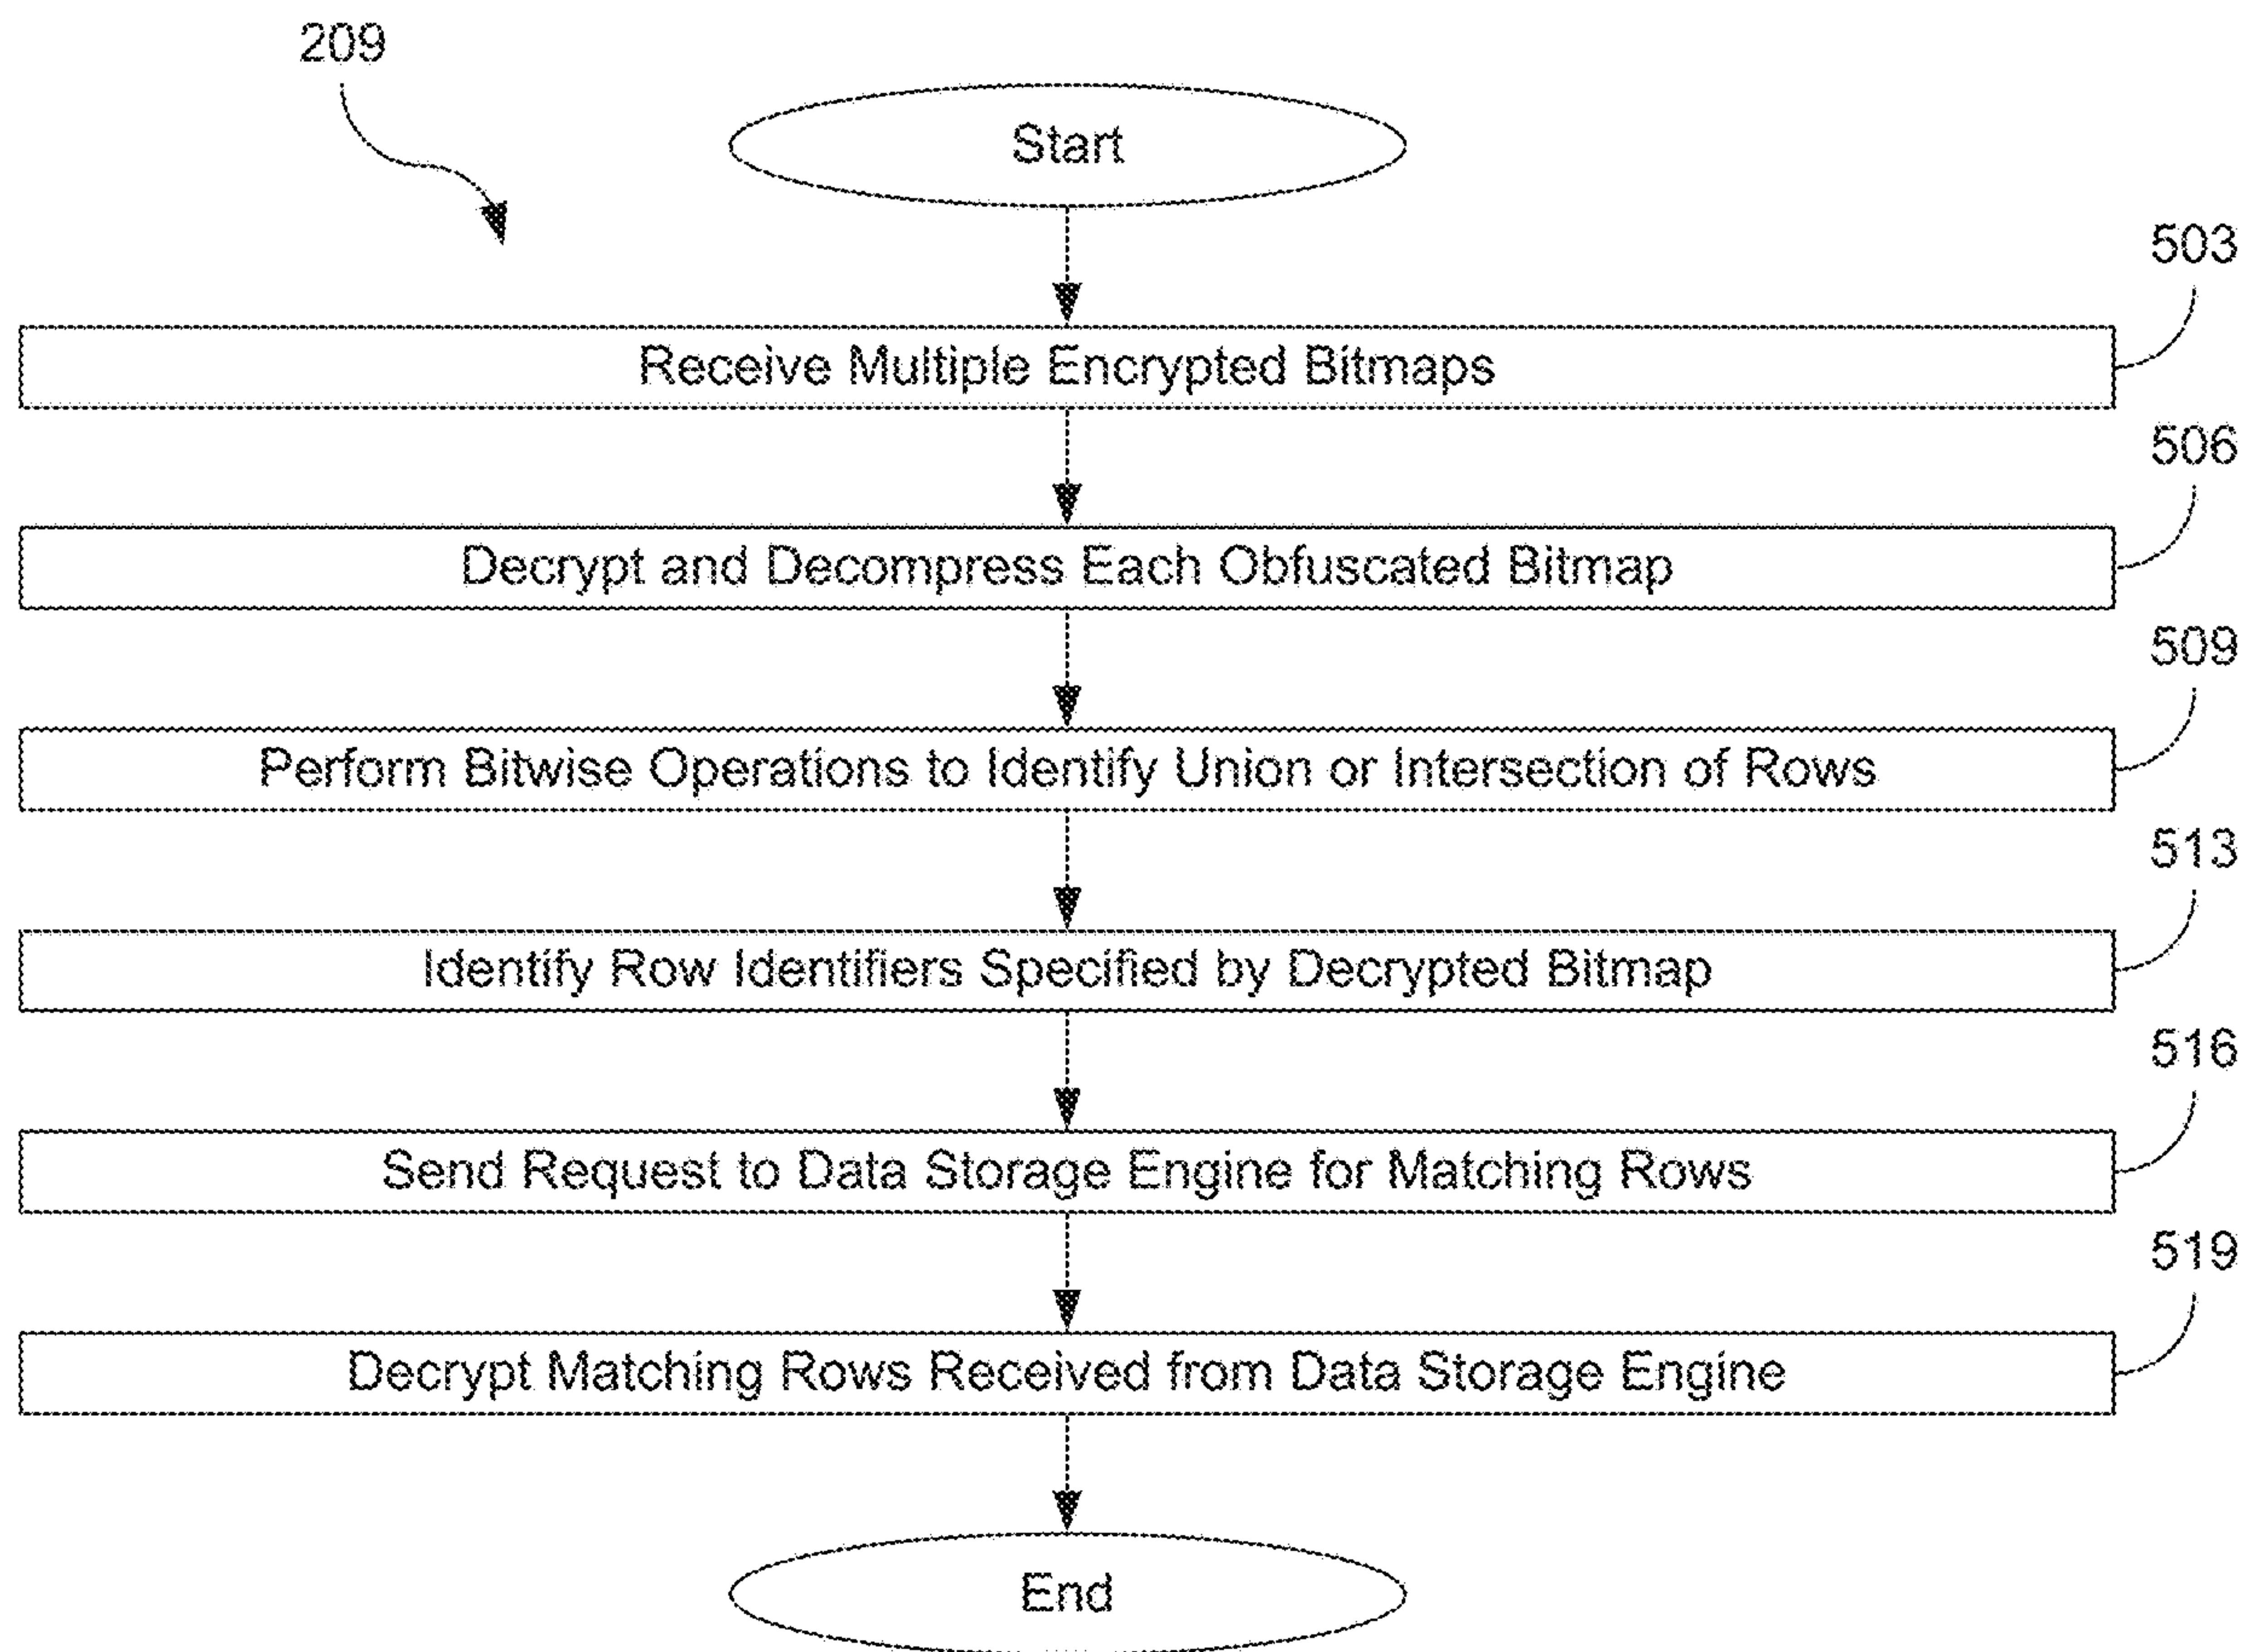 209
Start
503
Receive Multiple Encrypted Bitmaps
506
Decrypt and Decompress Each Obfuscated Bitmap
509
Perform Bitwise Operations to Identify Union or Intersection of Rows
513
Identify Row Identifiers Specified by Decrypted Bitmap
516
Send Request to Data Storage Engine for Matching Rows
519
Decrypt Matching Rows Received from Data Storage Engine
End